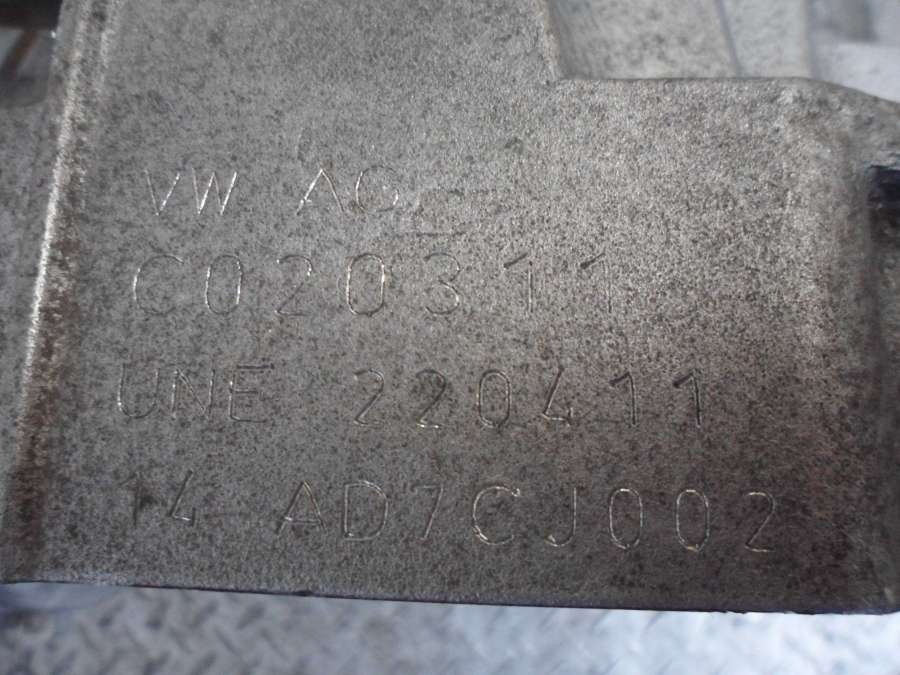 VW AG
C020311
UNE 220411
14 AD7CJ002